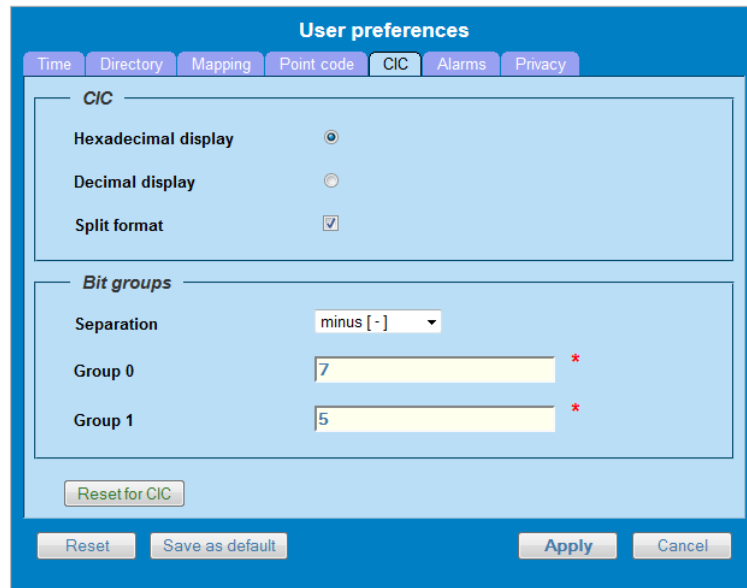 User preferences
Time Directory Mapping Point code CIC Alarms Privacy
CIC
Hexadecimal display
Decimal display
Split format
Bit groups
Separation minus [ - ]
Group 0 7 *
Group 1 5 *
Reset for CIC
Reset Save as default Apply Cancel